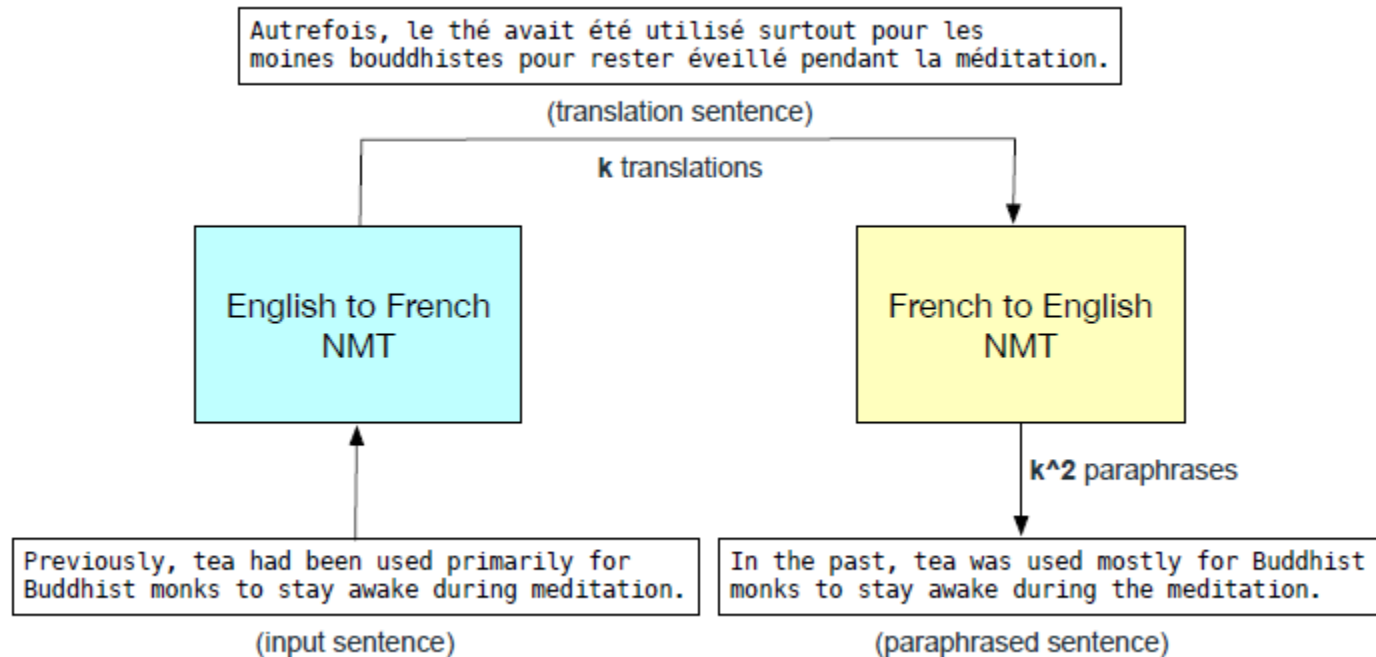 Autrefois, le thé avait été utilisé surtout pour les
moines bouddhistes pour rester éveillé pendant la méditation.
(translation sentence)
k translations
English to French
NMT
French to English
NMT
k^2 paraphrases
Previously, tea had been used primarily for
Buddhist monks to stay awake during meditation.
(input sentence)
In the past, tea was used mostly for Buddhist
monks to stay awake during the meditation.
(paraphrased sentence)